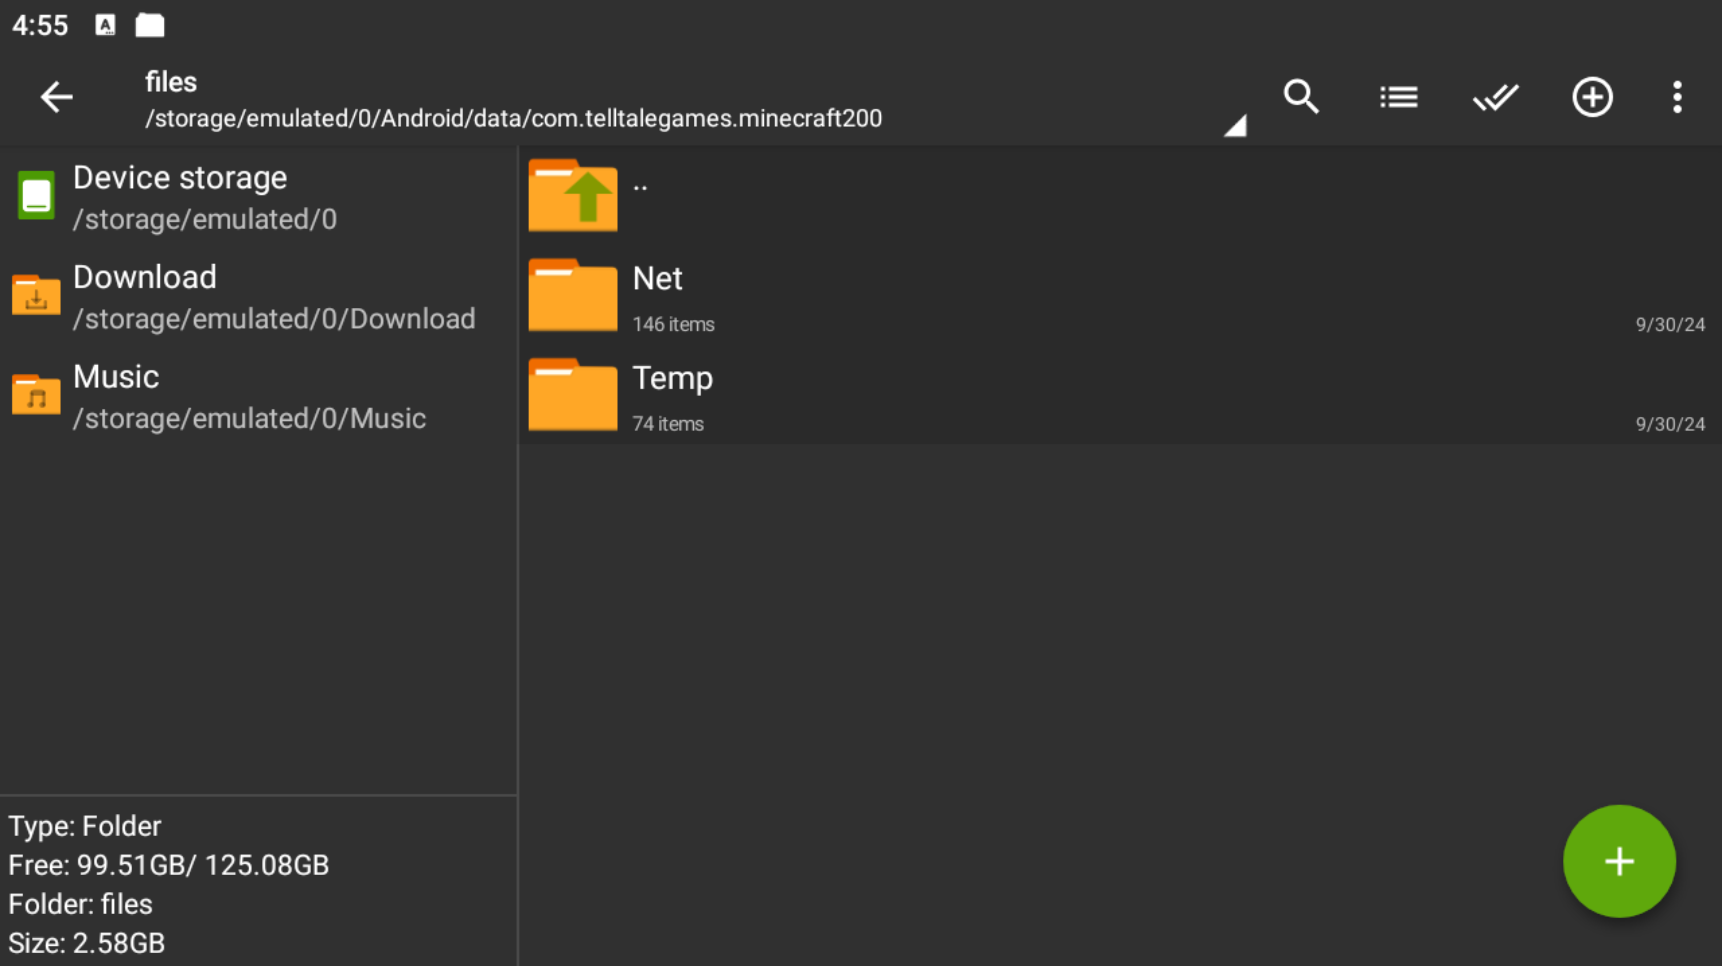 4:55
files
/storage/emulated/0/Android/data/com.telltalegames.minecraft200
Device storage
/storage/emulated/0
Download
/storage/emulated/0/Download
Music
/storage/emulated/0/Music
..
Net
146 items
9/30/24
Temp
74 items
9/30/24
Type: Folder
Free: 99.51GB/ 125.08GB
Folder: files
Size: 2.58GB